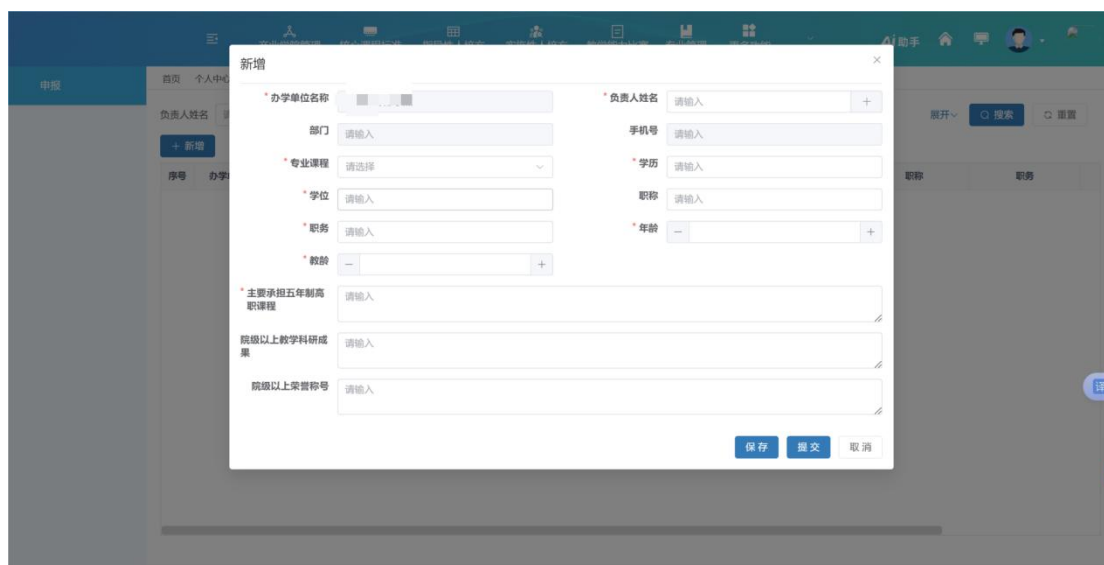 Ai助手
申报
首页 个人中心
新增
* 办学单位名称
* 负责人姓名 请输入
部门 请输入
手机号 请输入
* 专业课程 请选择
* 学历 请输入
* 学位 请输入
职称 请输入
* 职务 请输入
* 年龄
* 教龄
* 主要承担五年制高
职课程
请输入
院级以上教学科研成
果
请输入
院级以上荣誉称号 请输入
保存 提交 取消
负责人姓名
展开 搜索 重置
+ 新增
序号 办学
职称 职务
译